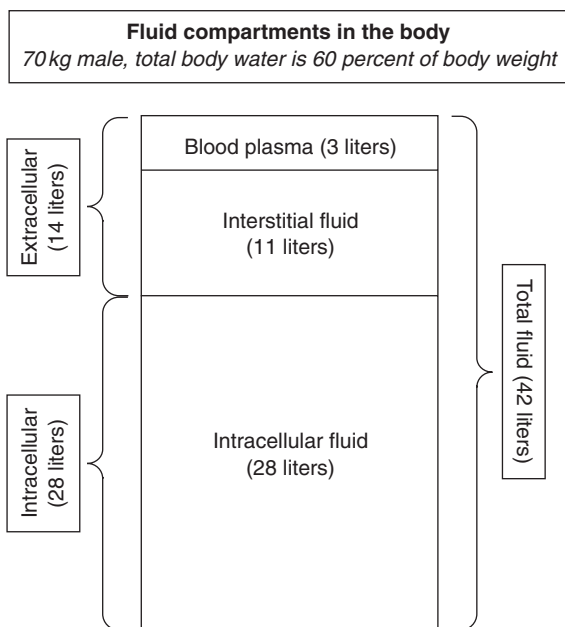 Fluid compartments in the body
70 kg male, total body water is 60 percent of body weight
Blood plasma (3 liters)
Extracellular
(14 liters)
Interstitial fluid
(11 liters)
Total fluid (42 liters)
Intracellular
(28 liters)
Intracellular fluid
(28 liters)